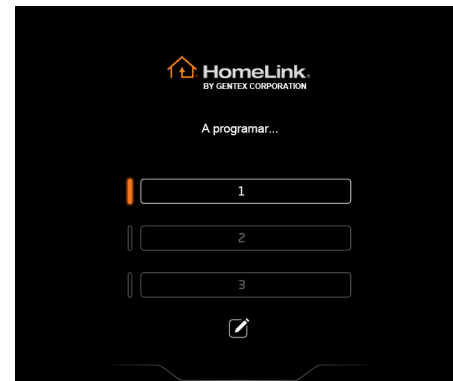 HomeLink.
BY GENTEX CORPORATION
A programar...
1
2
3